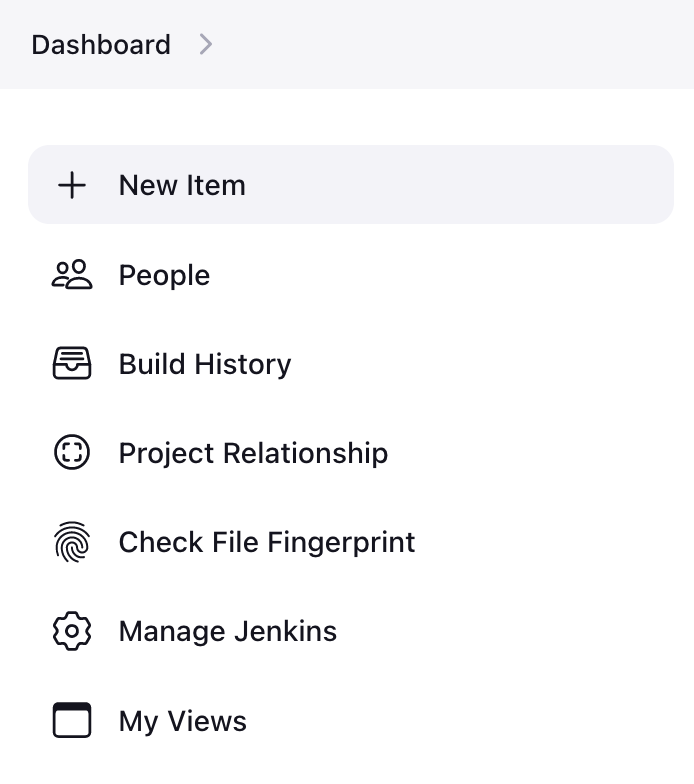 Dashboard
New Item
People
Build History
Project Relationship
Check File Fingerprint
Manage Jenkins
My Views